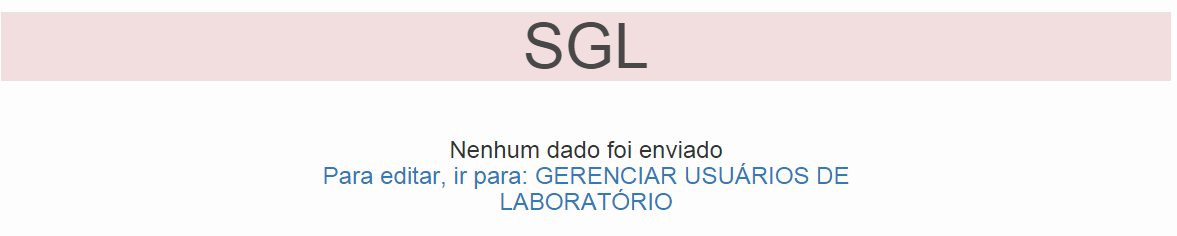 SGL
Nenhum dado foi enviado
Para editar, ir para: GERENCIAR USUÁRIOS DE
LABORATÓRIO